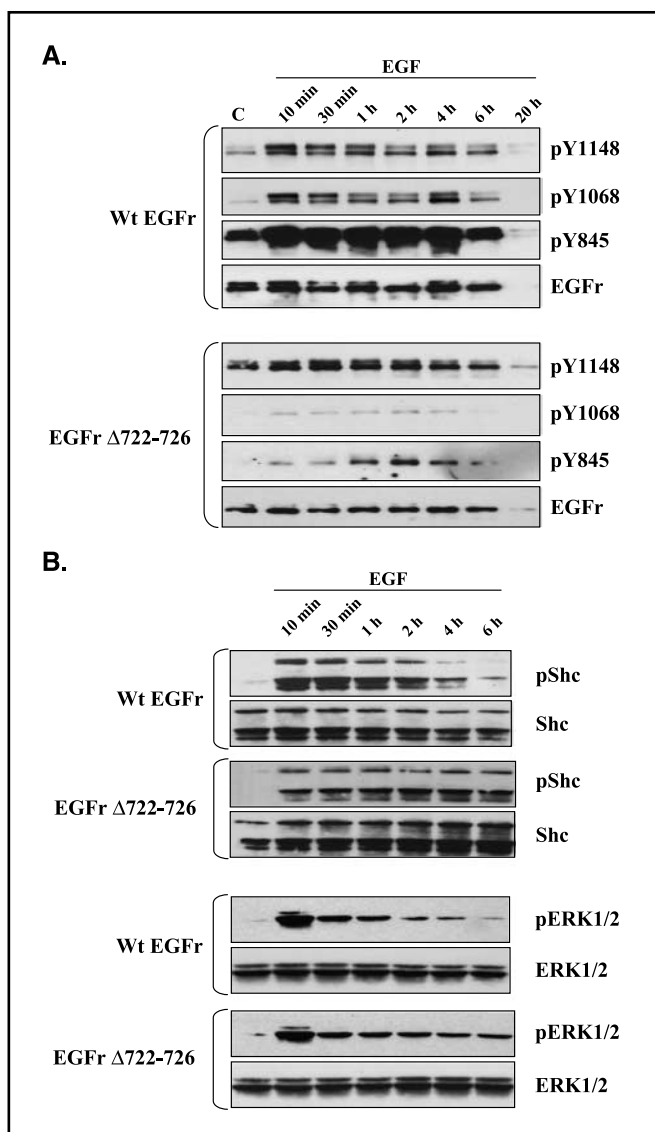 A.
EGF
C 10 min 30 min 1 h 2 h 4 h 6 h 20 h
pY1148
pY1068
Wt EGFr
pY845
EGFr
pY1148
pY1068
EGFr Δ722-726
pY845
EGFr
B.
EGF
10 min 30 min 1 h 2 h 4 h 6 h
pShc
Wt EGFr
Shc
pShc
EGFr Δ722-726
Shc
pERK1/2
Wt EGFr
ERK1/2
pERK1/2
EGFr Δ722-726
ERK1/2